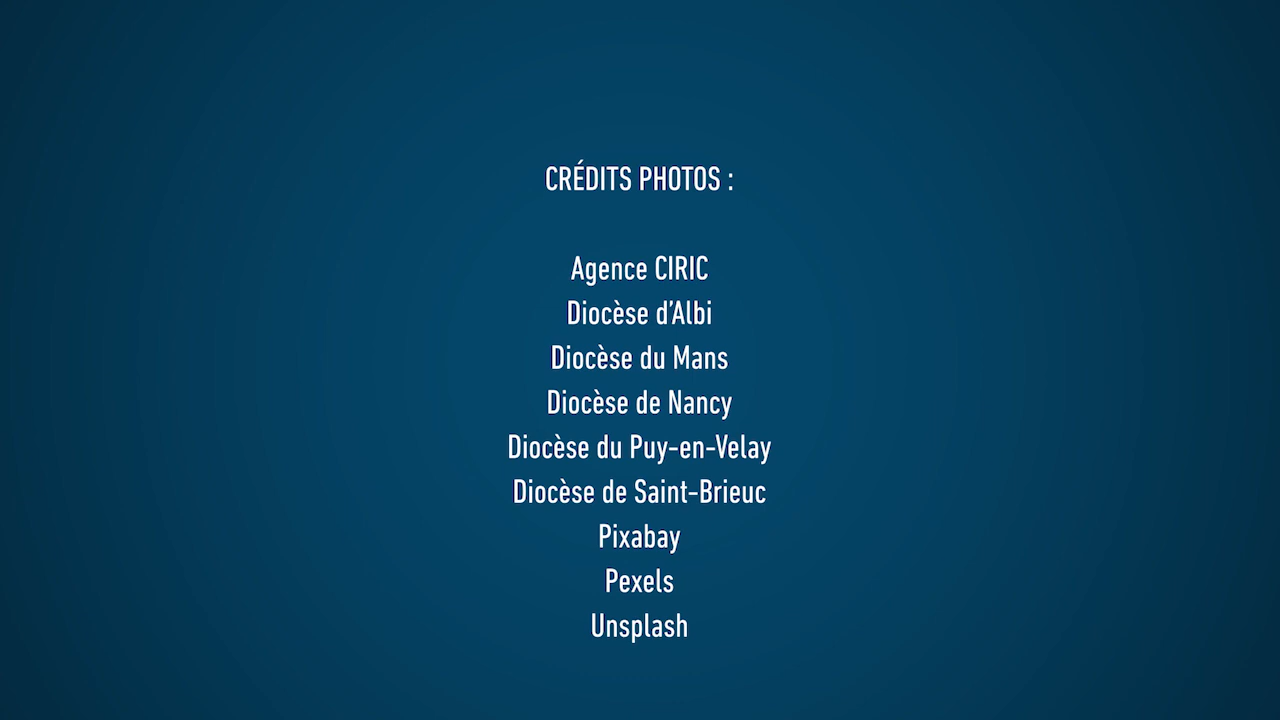 CRÉDITS PHOTOS :
Agence CIRIC
Diocèse d’Albi
Diocèse du Mans
Diocèse de Nancy
Diocèse du Puy-en-Velay
Diocèse de Saint-Brieuc
Pixabay
Pexels
Unsplash